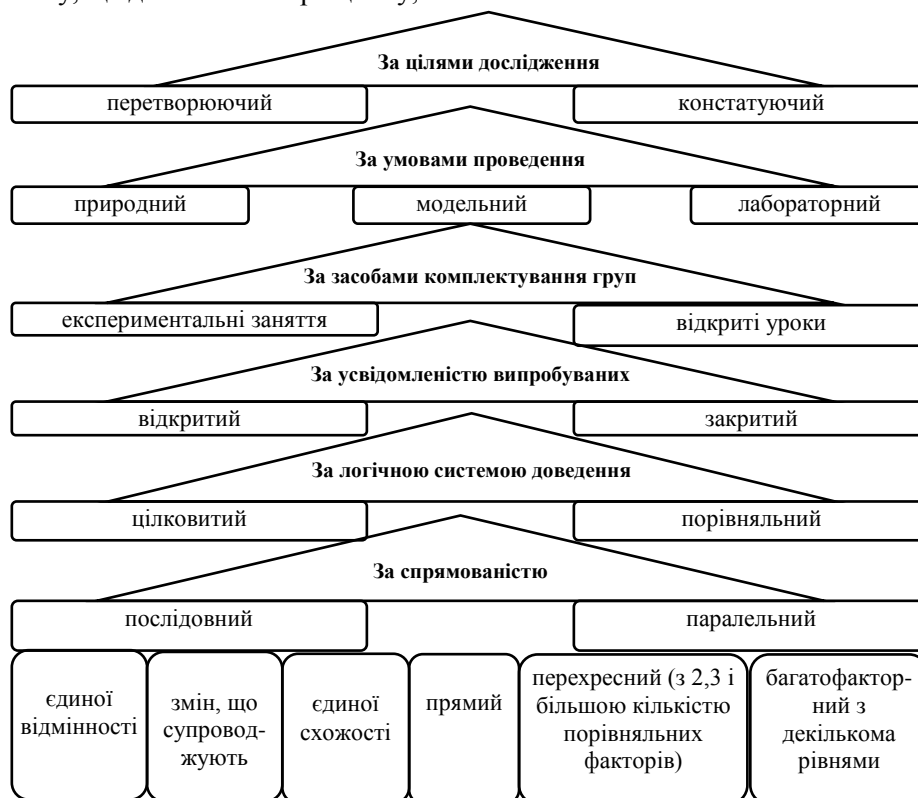 За цілями дослідження
перетворюючий констатуючий
За умовами проведення
природний модельний лабораторний
За засобами комплектування груп
експериментальні заняття відкриті уроки
За усвідомленістю випробуваних
відкритий закритий
За логічною системою доведення
цілковитий порівняльний
За спрямованістю
послідовний паралельний
єдиної
відмінності
змін, що
супровод-
жують
єдиної
схожості
прямий
перехресний (з 2,3 і
більшою кількістю
порівняльних
факторів)
багатофактор-
ний з
декількома
рівнями